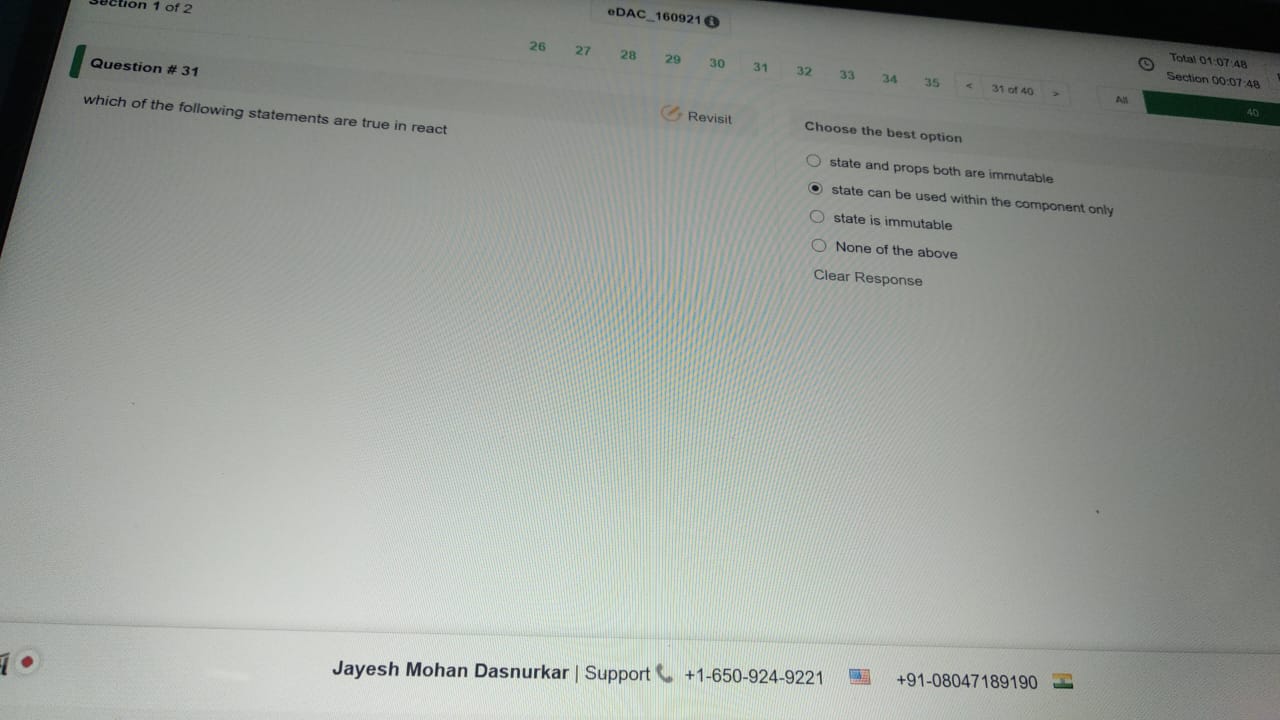 Section 1 of 2
eDAC_160921
Total 01:07:48
Section 00:07:48
26 27 28 29 30 31 32 33 34 35 < 31 of 40 >
All
40
Question # 31
which of the following statements are true in react
Revisit
Choose the best option
state and props both are immutable
state can be used within the component only
state is immutable
None of the above
Clear Response
Jayesh Mohan Dasnurkar | Support +1-650-924-9221 +91-08047189190